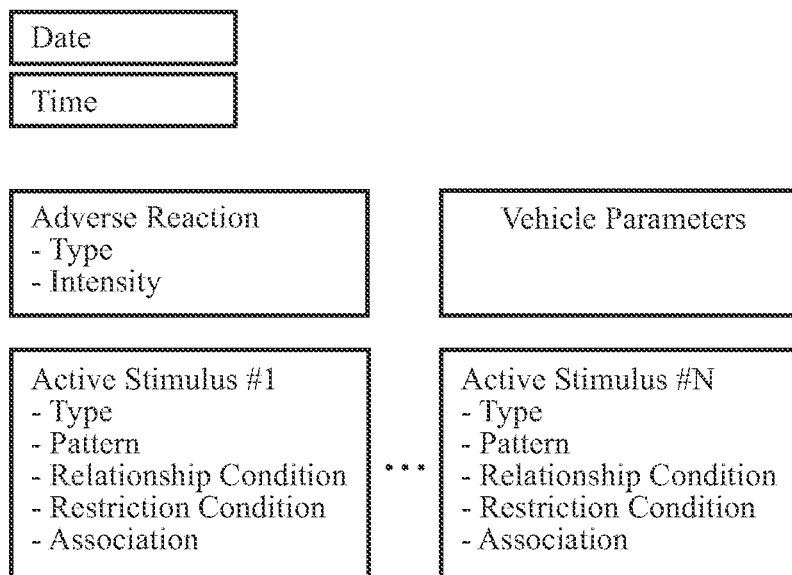 Date
Time
Adverse Reaction
- Type
- Intensity
Vehicle Parameters
Active Stimulus #1
- Type
- Pattern
- Relationship Condition
- Restriction Condition
- Association
• • •
Active Stimulus #N
- Type
- Pattern
- Relationship Condition
- Restriction Condition
- Association